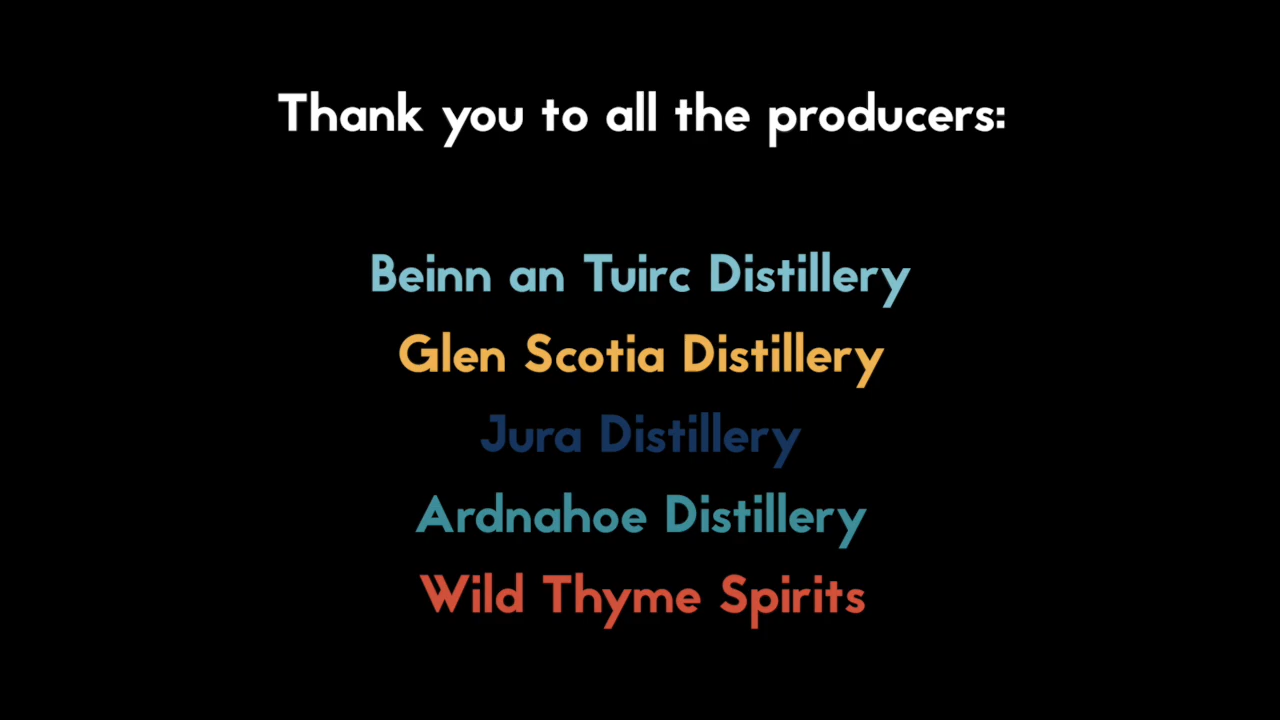 Thank you to all the producers:
Beinn an Tuirc Distillery
Glen Scotia Distillery
Jura Distillery
Ardnahoe Distillery
Wild Thyme Spirits